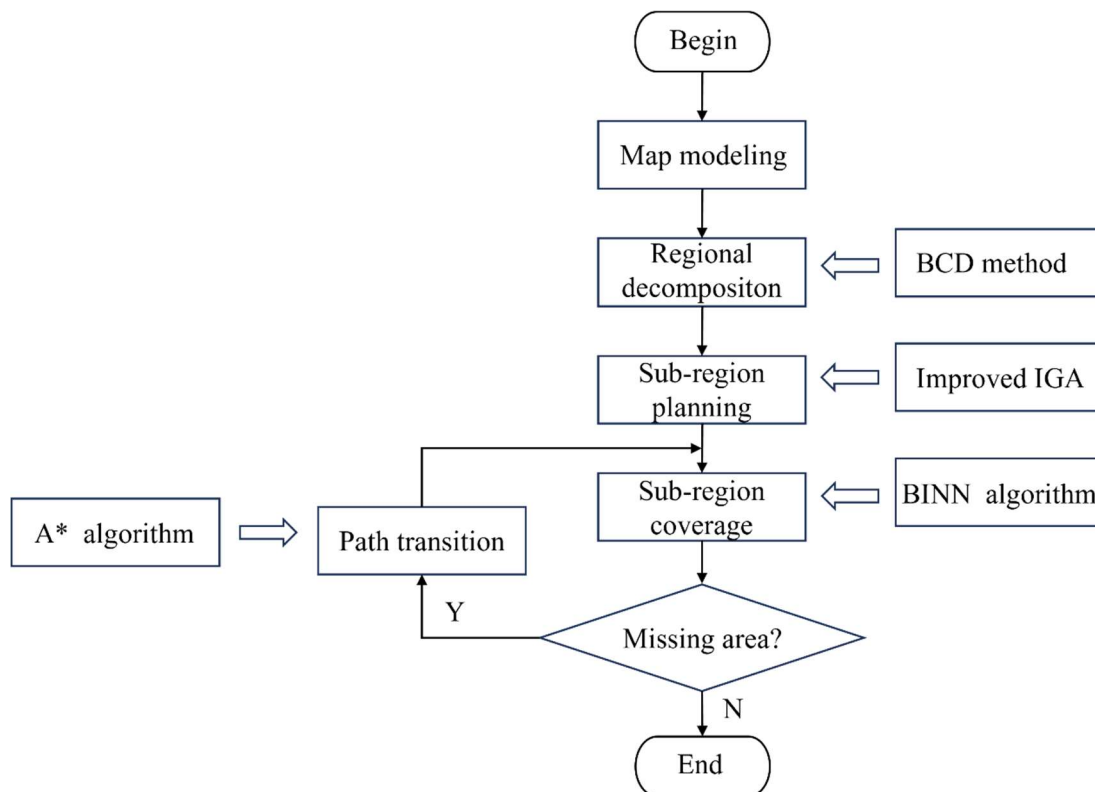 Begin
Map modeling
Regional
decompositon
BCD method
Sub-region
planning
Improved IGA
Sub-region
coverage
BINN algorithm
A* algorithm
Path transition
Y
Missing area?
N
End